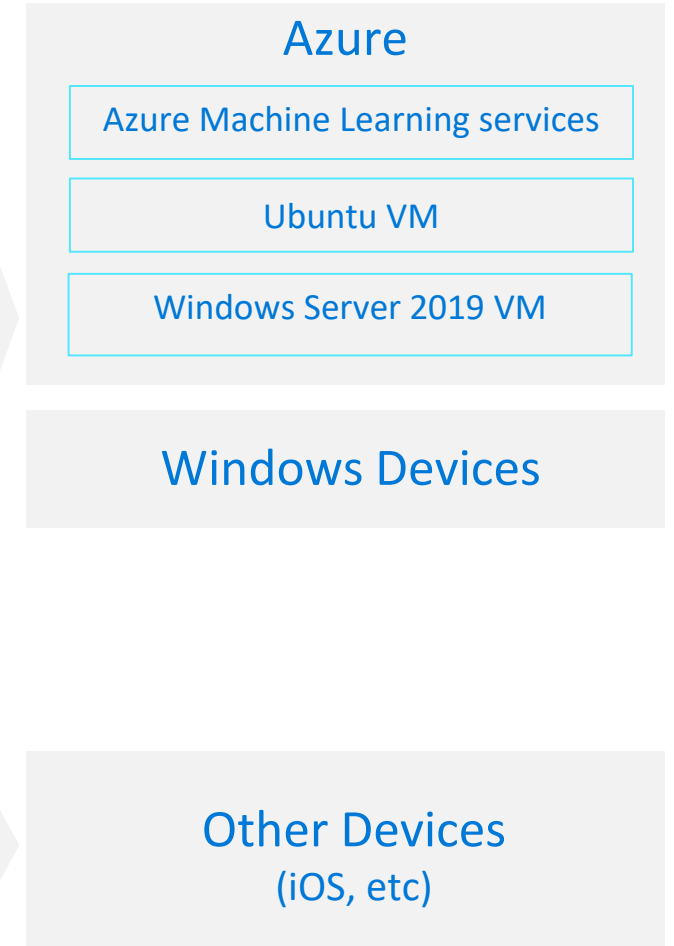 Azure
Azure Machine Learning services
Ubuntu VM
Windows Server 2019 VM
Windows Devices
Other Devices
(iOS, etc)